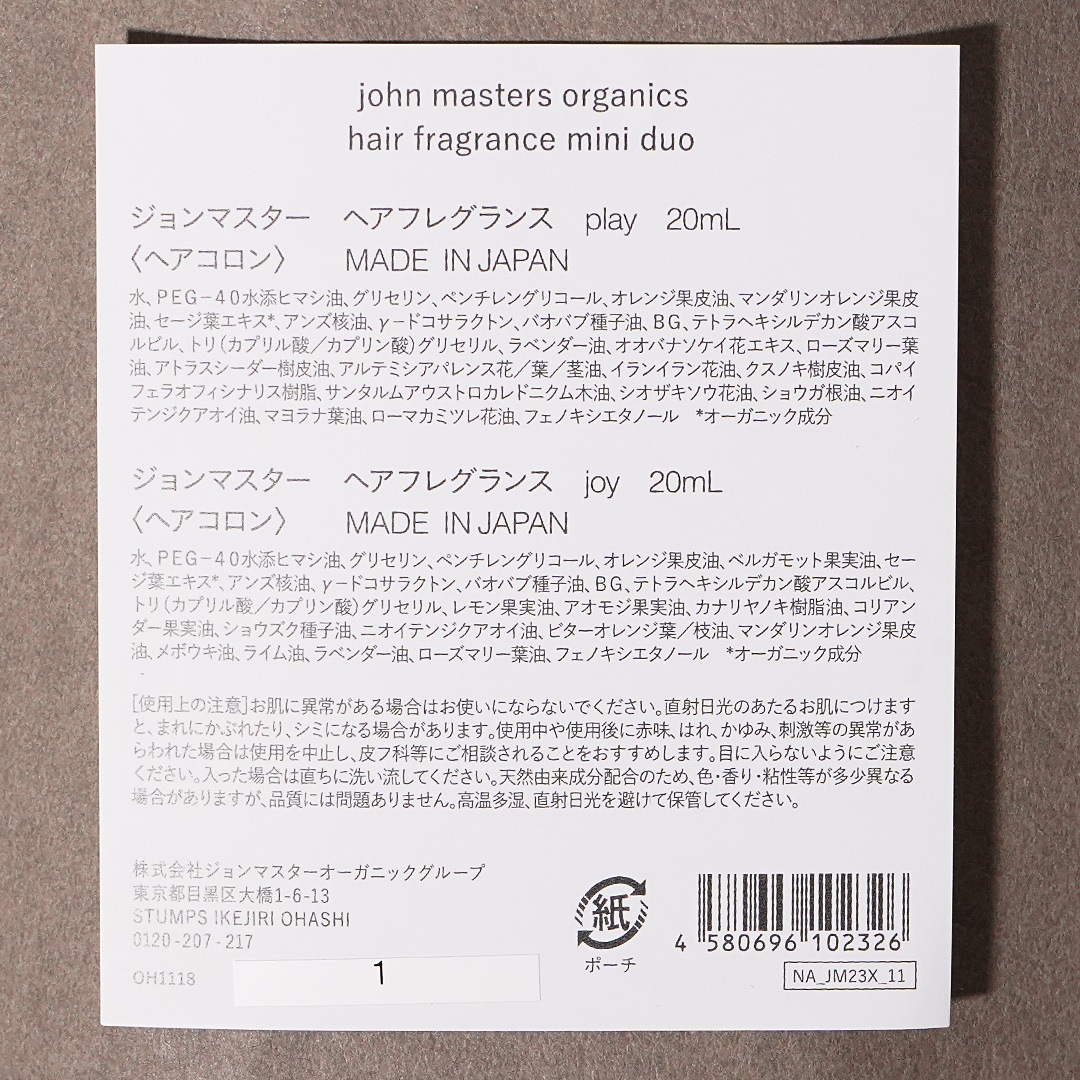 john masters organics
hair fragrance mini duo
ジョンマスター　ヘアフレグランス　play　20mL
〈ヘアコロン〉　MADE IN JAPAN
水、PEG−40水添ヒマシ油、グリセリン、ペンチレングリコール、オレンジ果皮油、マンダリンオレンジ果皮
油、セージ葉エキス*、アンズ核油、γ−ドコサラクトン、バオバブ種子油、BG、テトラヘキシルデカン酸アスコ
ルビル、トリ（カプリル酸／カプリン酸）グリセリル、ラベンダー油、オオバナソケイ花エキス、ローズマリー葉
油、アトラスシーダー樹皮油、アルテミシアパレンス花／葉／茎油、イランイラン花油、クスノキ樹皮油、コパイ
フェラオフィシナリス樹脂、サンタルムアウストロカレドニクム木油、シオザキソウ花油、ショウガ根油、ニオイ
テンジクアオイ油、マヨラナ葉油、ローマカミツレ花油、フェノキシエタノール　*オーガニック成分
ジョンマスター　ヘアフレグランス　joy　20mL
〈ヘアコロン〉　MADE IN JAPAN
水、PEG−40水添ヒマシ油、グリセリン、ペンチレングリコール、オレンジ果皮油、ベルガモット果実油、セー
ジ葉エキス*、アンズ核油、γ−ドコサラクトン、バオバブ種子油、BG、テトラヘキシルデカン酸アスコルビル、
トリ（カプリル酸／カプリン酸）グリセリル、レモン果実油、アオモジ果実油、カナリヤノキ樹脂油、コリアン
ダー果実油、ショウズク種子油、ニオイテンジクアオイ油、ビターオレンジ葉／枝油、マンダリンオレンジ果皮
油、メボウキ油、ライム油、ラベンダー油、ローズマリー葉油、フェノキシエタノール　*オーガニック成分
[使用上の注意]お肌に異常がある場合はお使いにならないでください。直射日光のあたるお肌につけます
と、まれにかぶれたり、シミになる場合があります。使用中や使用後に赤味、はれ、かゆみ、刺激等の異常があ
らわれた場合は使用を中止し、皮フ科等にご相談されることをおすすめします。目に入らないようにご注意
ください。入った場合は直ちに洗い流してください。天然由来成分配合のため、色・香り・粘性等が多少異なる
場合がありますが、品質には問題ありません。高温多湿、直射日光を避けて保管してください。
株式会社ジョンマスターオーガニックグループ
東京都目黒区大橋1-6-13
STUMPS IKEJIRI OHASHI
0120-207-217
OH1118
1
紙
ポーチ
4 580696 102326
NA_JM23X_11